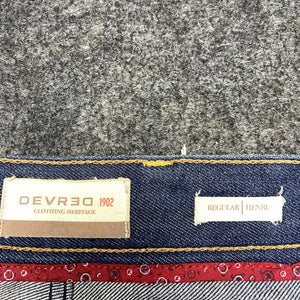 DEVRED 1902
CLOTHING HERITAGE
REGULAR | HENRI